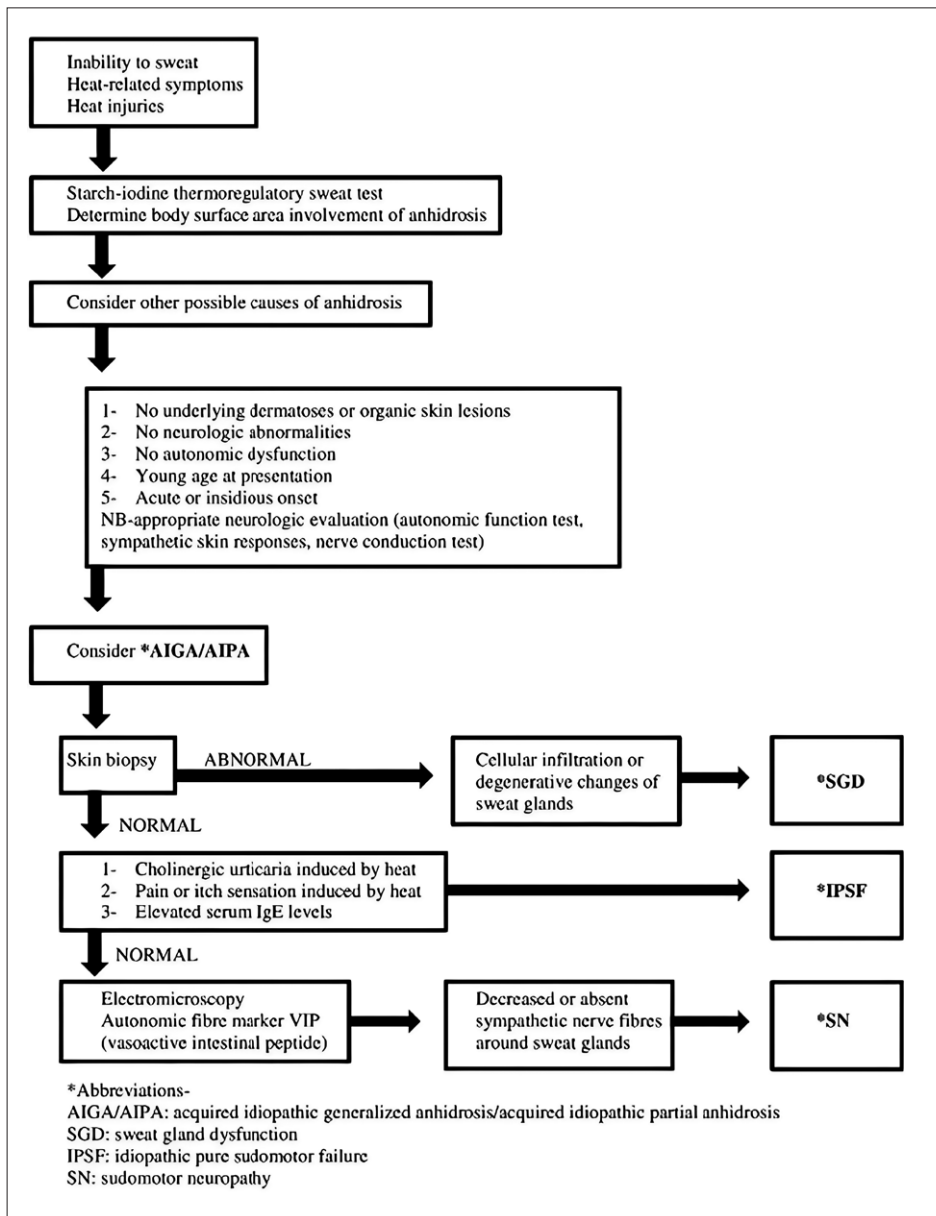 Inability to sweat
Heat-related symptoms
Heat injuries
Starch-iodine thermoregulatory sweat test
Determine body surface area involvement of anhidrosis
Consider other possible causes of anhidrosis
1- No underlying dermatoses or organic skin lesions
2- No neurologic abnormalities
3- No autonomic dysfunction
4- Young age at presentation
5- Acute or insidious onset
NB-appropriate neurologic evaluation (autonomic function test,
sympathetic skin responses, nerve conduction test)
Consider *AIGA/AIPA
Skin biopsy
ABNORMAL
Cellular infiltration or
degenerative changes of
sweat glands
*SGD
NORMAL
1- Cholinergic urticaria induced by heat
2- Pain or itch sensation induced by heat
3- Elevated serum IgE levels
*IPSF
NORMAL
Electromicroscopy
Autonomic fibre marker VIP
(vasoactive intestinal peptide)
Decreased or absent
sympathetic nerve fibres
around sweat glands
*SN
*Abbreviations-
AIGA/AIPA: acquired idiopathic generalized anhidrosis/acquired idiopathic partial anhidrosis
SGD: sweat gland dysfunction
IPSF: idiopathic pure sudomotor failure
SN: sudomotor neuropathy